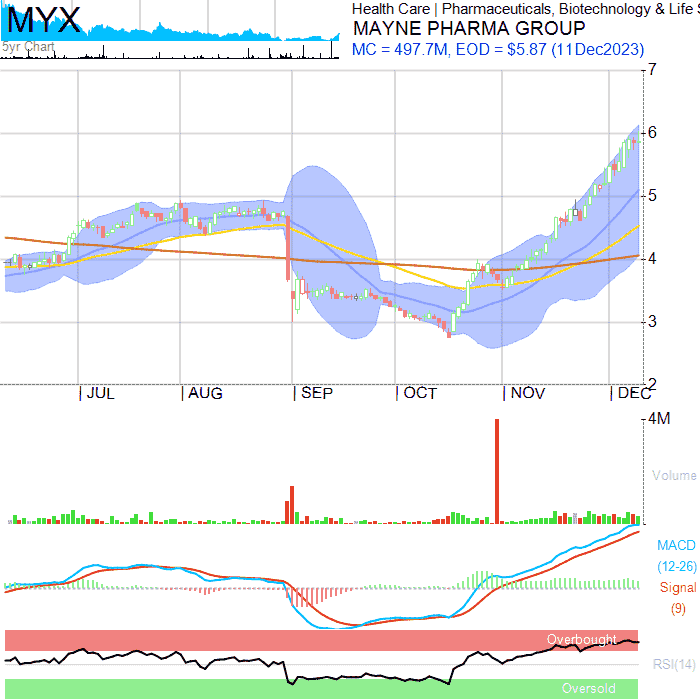 MYX
5yr Chart
Health Care | Pharmaceuticals, Biotechnology & Life S
MAYNE PHARMA GROUP
MC = 497.7M, EOD = $5.87 (11Dec2023)
7
6
5
4
3
2
JUL AUG SEP OCT NOV DEC
4M
Volume
MACD
(12-26)
Signal
(9)
Overbought
RSI(14)
Oversold